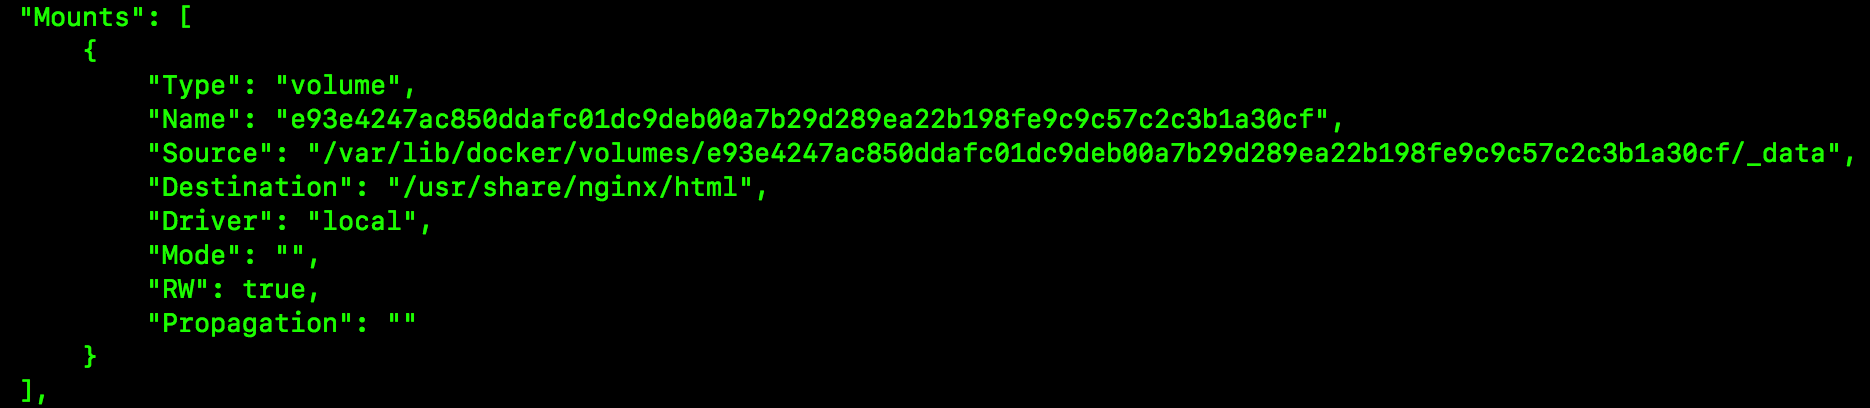 "Mounts": [
{
"Type": "volume",
"Name": "e93e4247ac850ddafc01dc9deb00a7b29d289ea22b198fe9c9c57c2c3b1a30cf",
"Source": "/var/lib/docker/volumes/e93e4247ac850ddafc01dc9deb00a7b29d289ea22b198fe9c9c57c2c3b1a30cf/_data",
"Destination": "/usr/share/nginx/html",
"Driver": "local",
"Mode": "",
"RW": true,
"Propagation": ""
}
],